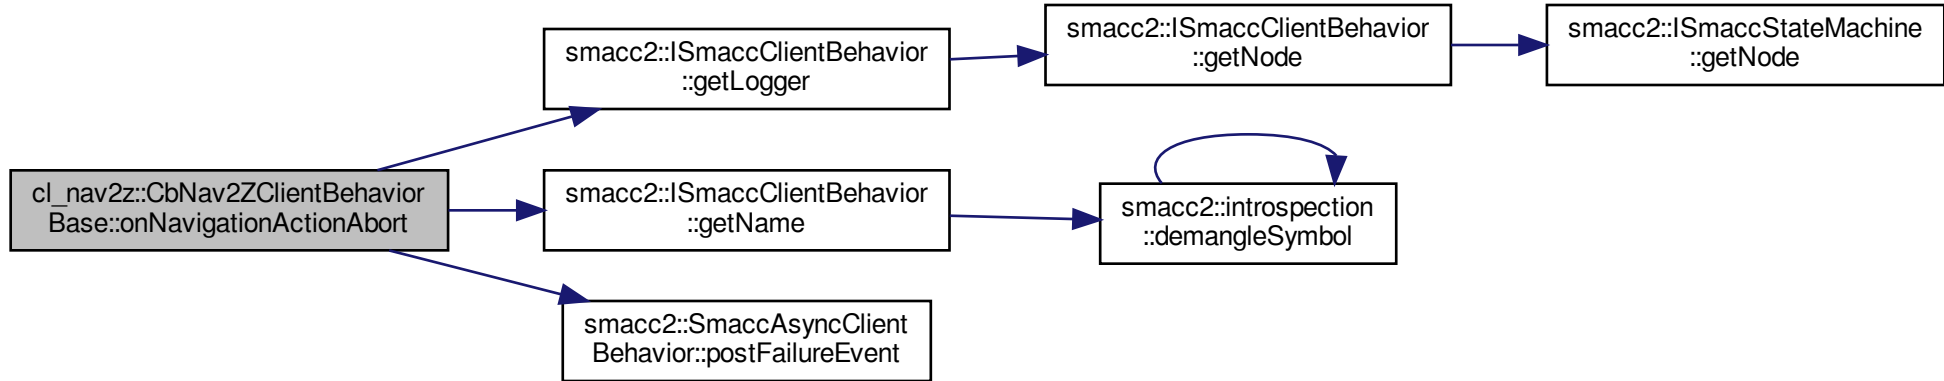 smacc2::ISmaccClientBehavior
::getLogger
smacc2::ISmaccClientBehavior
::getNode
smacc2::ISmaccStateMachine
::getNode
cl_nav2z::CbNav2ZClientBehavior
Base::onNavigationActionAbort
smacc2::ISmaccClientBehavior
::getName
smacc2::introspection
::demangleSymbol
smacc2::SmaccAsyncClient
Behavior::postFailureEvent